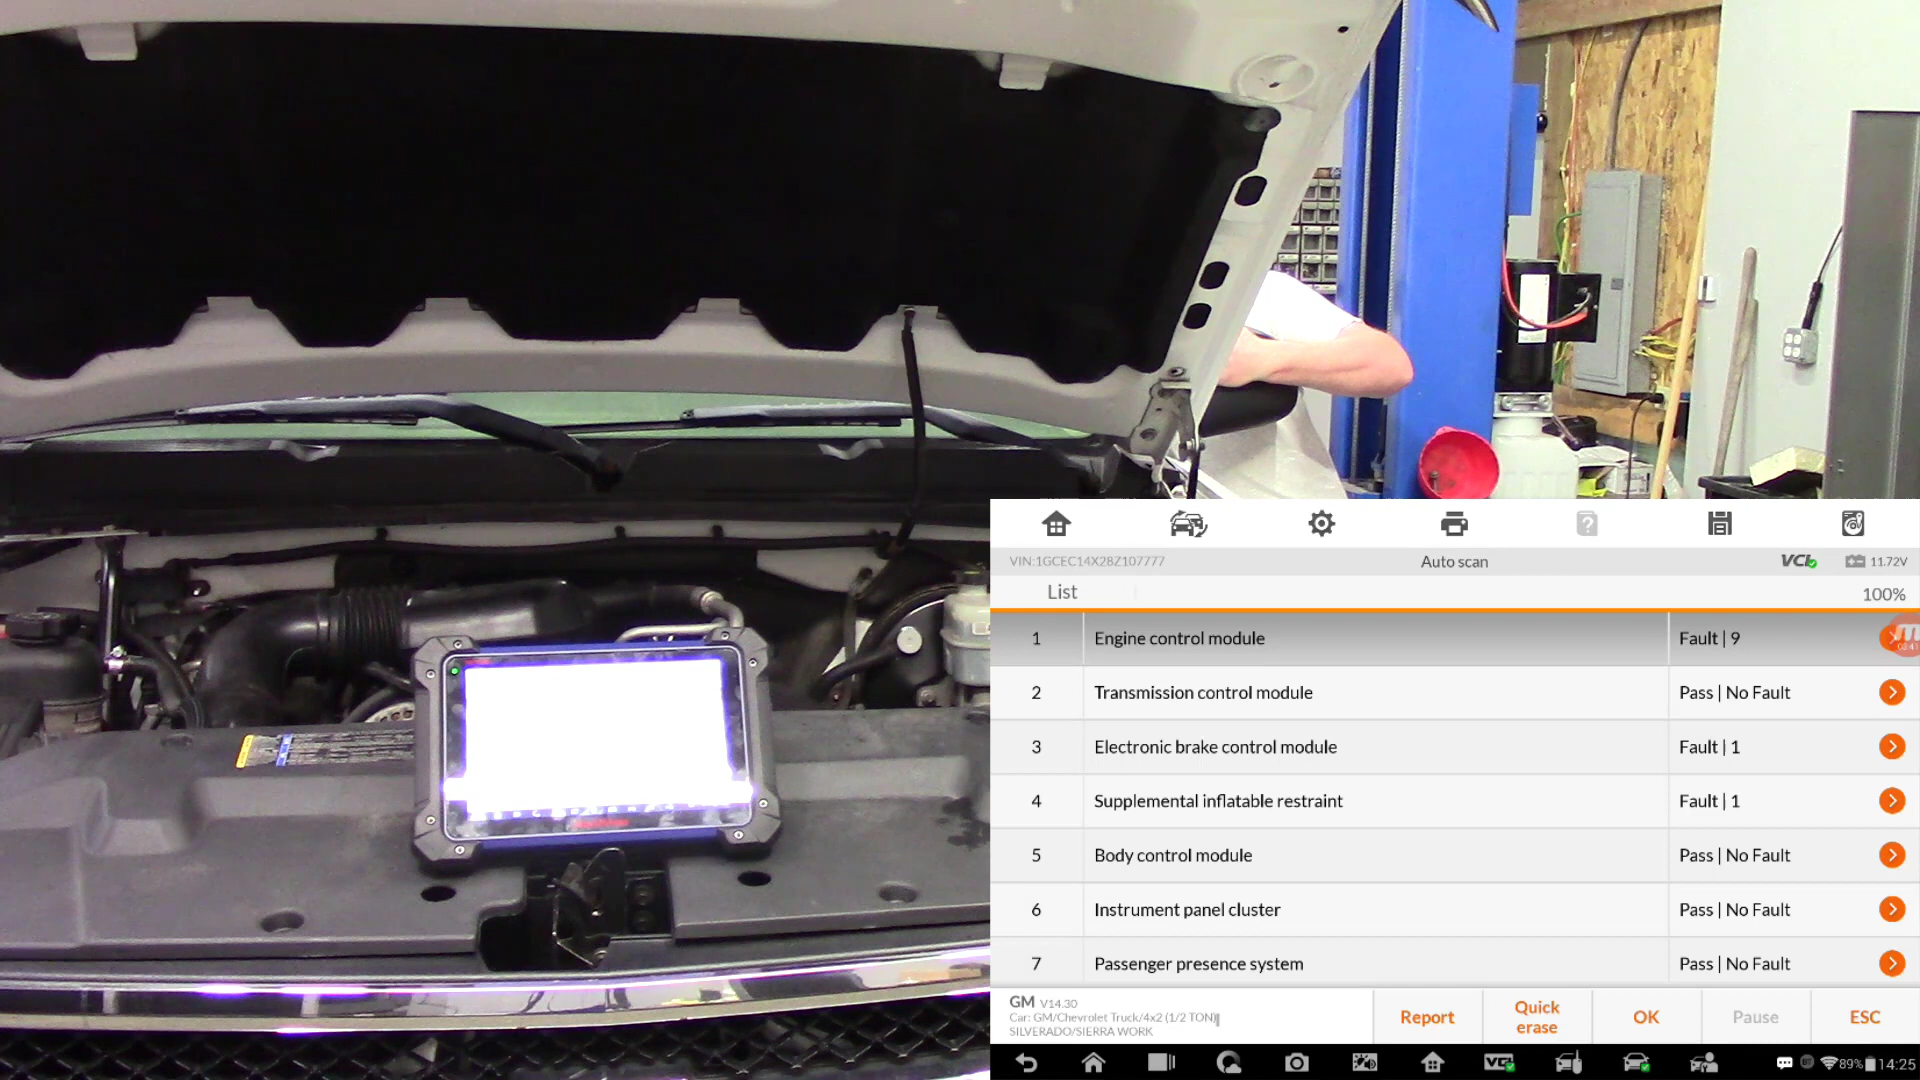 VIN:1GCEC14X28Z107777
Auto scan
VCI
11.72V
List
100%
1 Engine control module Fault | 9
2 Transmission control module Pass | No Fault
3 Electronic brake control module Fault | 1
4 Supplemental inflatable restraint Fault | 1
5 Body control module Pass | No Fault
6 Instrument panel cluster Pass | No Fault
7 Passenger presence system Pass | No Fault
GM V14.30
Car: GM/Chevrolet Truck/4x2 (1/2 TON)|
SILVERADO/SIERRA WORK
Report
Quick
erase
OK
Pause
ESC
VCI
89%
14:25